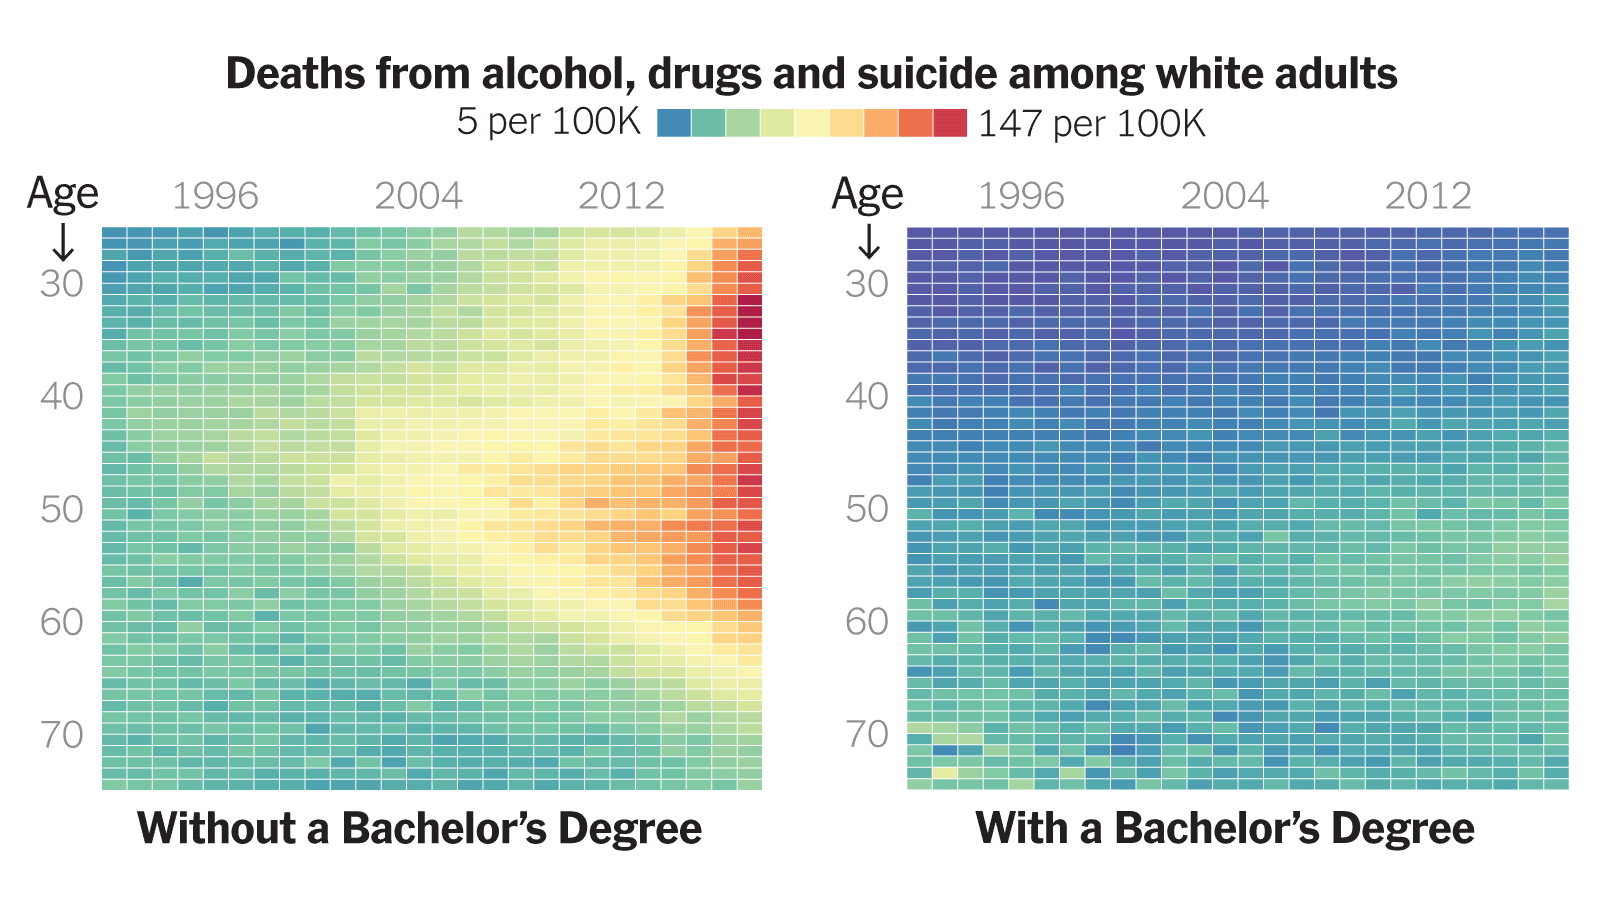 Deaths from alcohol, drugs and suicide among white adults
5 per 100K 147 per 100K
Age 1996 2004 2012
30
40
50
60
70
Without a Bachelor’s Degree
Age 1996 2004 2012
30
40
50
60
70
With a Bachelor’s Degree